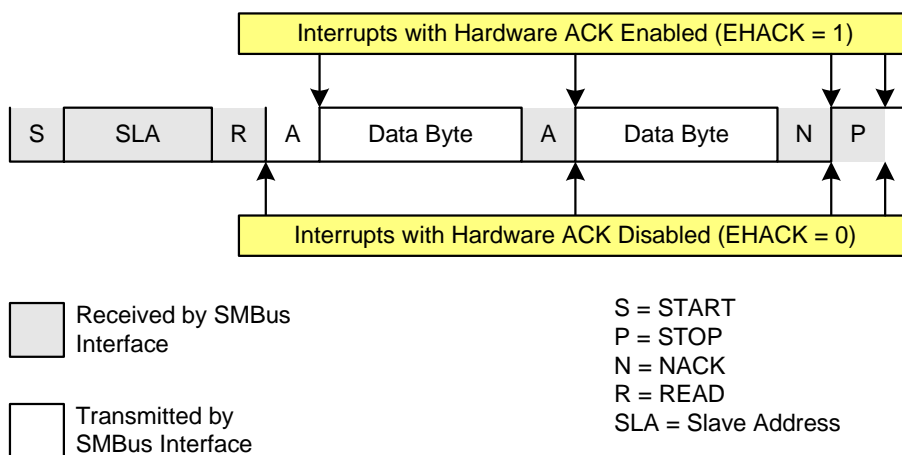 Interrupts with Hardware ACK Enabled (EHACK = 1)
S SLA R A Data Byte A Data Byte N P
Interrupts with Hardware ACK Disabled (EHACK = 0)
Received by SMBus
Interface
Transmitted by
SMBus Interface
S = START
P = STOP
N = NACK
R = READ
SLA = Slave Address